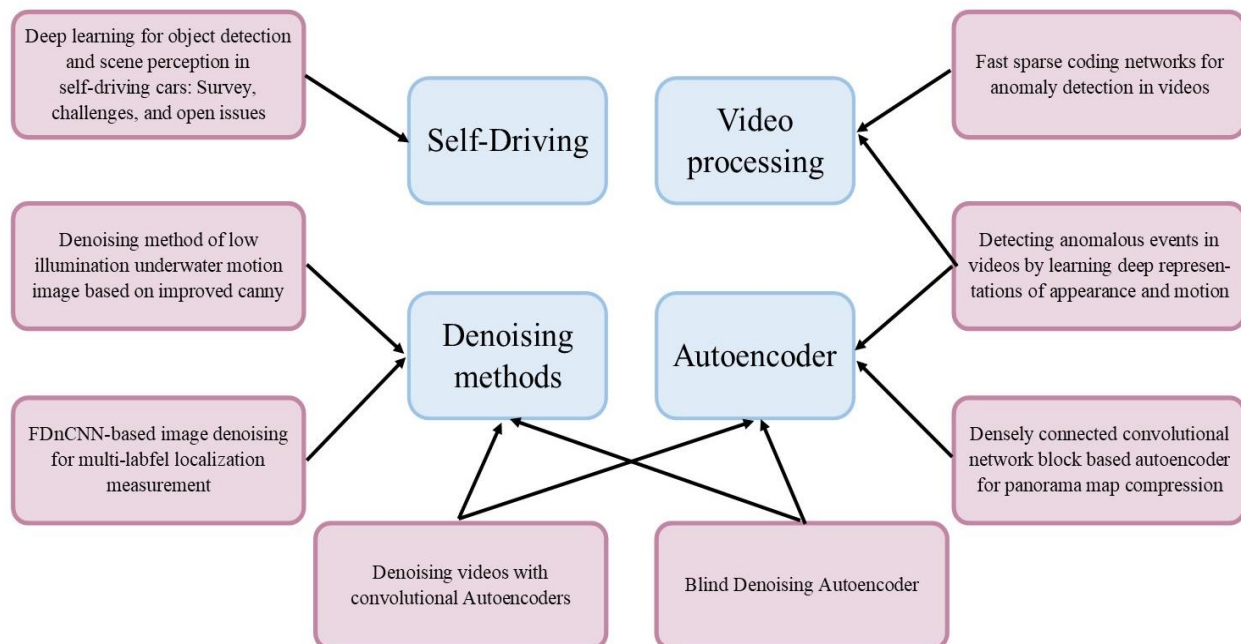 Deep learning for object detection
and scene perception in
self-driving cars: Survey,
challenges, and open issues
Self-Driving
Video
processing
Fast sparse coding networks for
anomaly detection in videos
Denoising method of low
illumination underwater motion
image based on improved canny
Detecting anomalous events in
videos by learning deep represen-
tations of appearance and motion
Denoising
methods
Autoencoder
FDnCNN-based image denoising
for multi-labfel localization
measurement
Densely connected convolutional
network block based autoencoder
for panorama map compression
Denoising videos with
convolutional Autoencoders
Blind Denoising Autoencoder